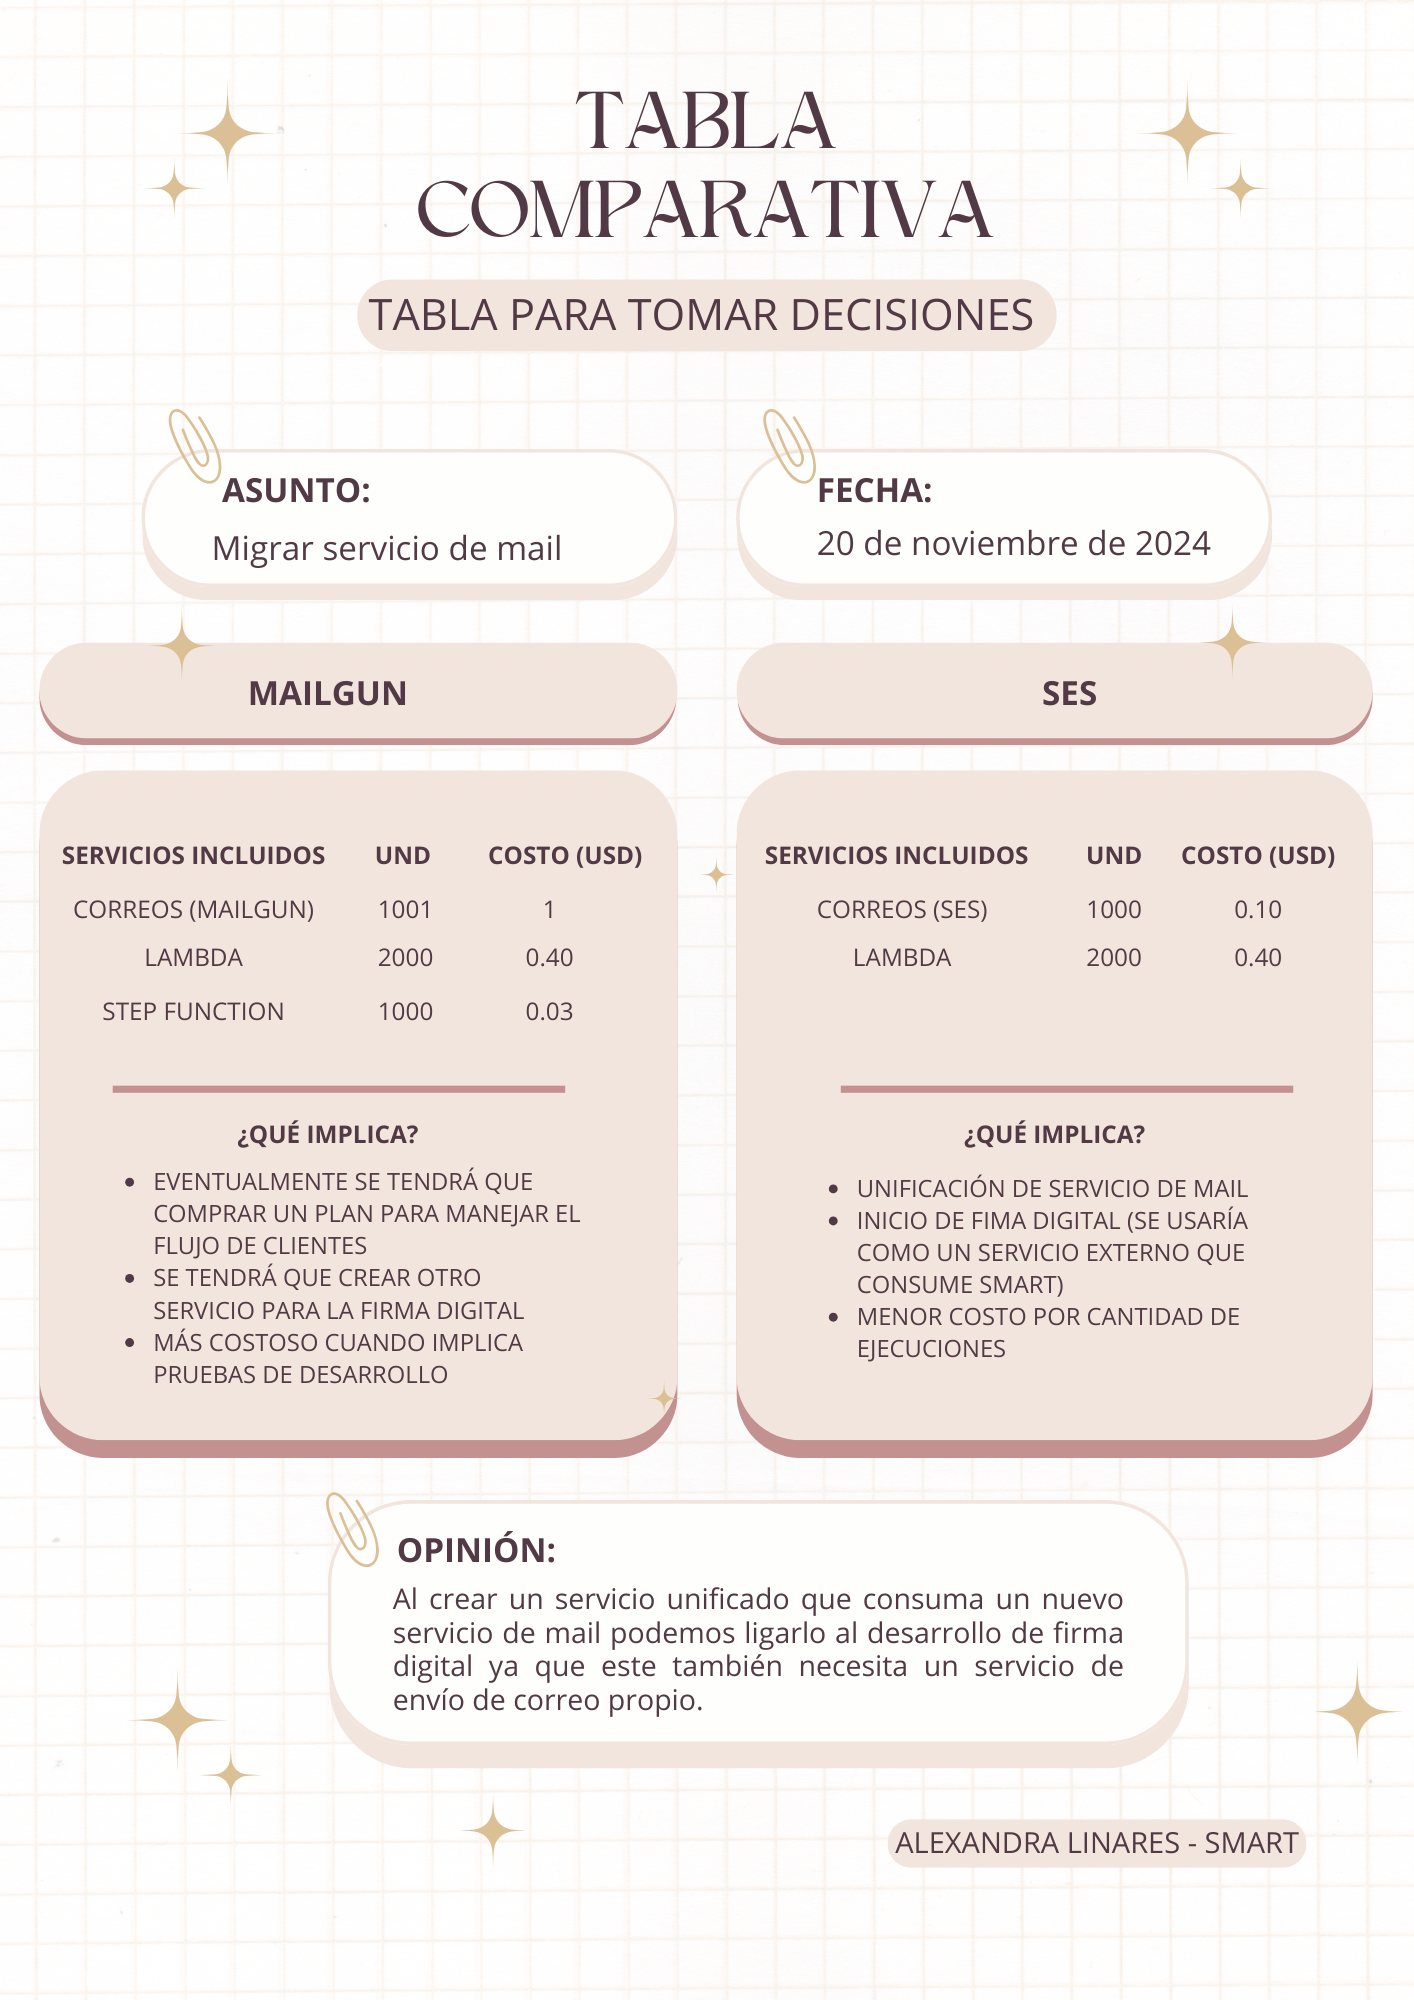 TABLA
COMPARATIVA
TABLA PARA TOMAR DECISIONES
ASUNTO:
Migrar servicio de mail
FECHA:
20 de noviembre de 2024
MAILGUN
SERVICIOS INCLUIDOS UND COSTO (USD)
CORREOS (MAILGUN) 1001 1
LAMBDA 2000 0.40
STEP FUNCTION 1000 0.03
¿QUÉ IMPLICA?
• EVENTUALMENTE SE TENDRÁ QUE
COMPRAR UN PLAN PARA MANEJAR EL
FLUJO DE CLIENTES
• SE TENDRÁ QUE CREAR OTRO
SERVICIO PARA LA FIRMA DIGITAL
• MÁS COSTOSO CUANDO IMPLICA
PRUEBAS DE DESARROLLO
SES
SERVICIOS INCLUIDOS UND COSTO (USD)
CORREOS (SES) 1000 0.10
LAMBDA 2000 0.40
¿QUÉ IMPLICA?
• UNIFICACIÓN DE SERVICIO DE MAIL
• INICIO DE FIMA DIGITAL (SE USARÍA
COMO UN SERVICIO EXTERNO QUE
CONSUME SMART)
• MENOR COSTO POR CANTIDAD DE
EJECUCIONES
OPINIÓN:
Al crear un servicio unificado que consuma un nuevo
servicio de mail podemos ligarlo al desarrollo de firma
digital ya que este también necesita un servicio de
envío de correo propio.
ALEXANDRA LINARES - SMART